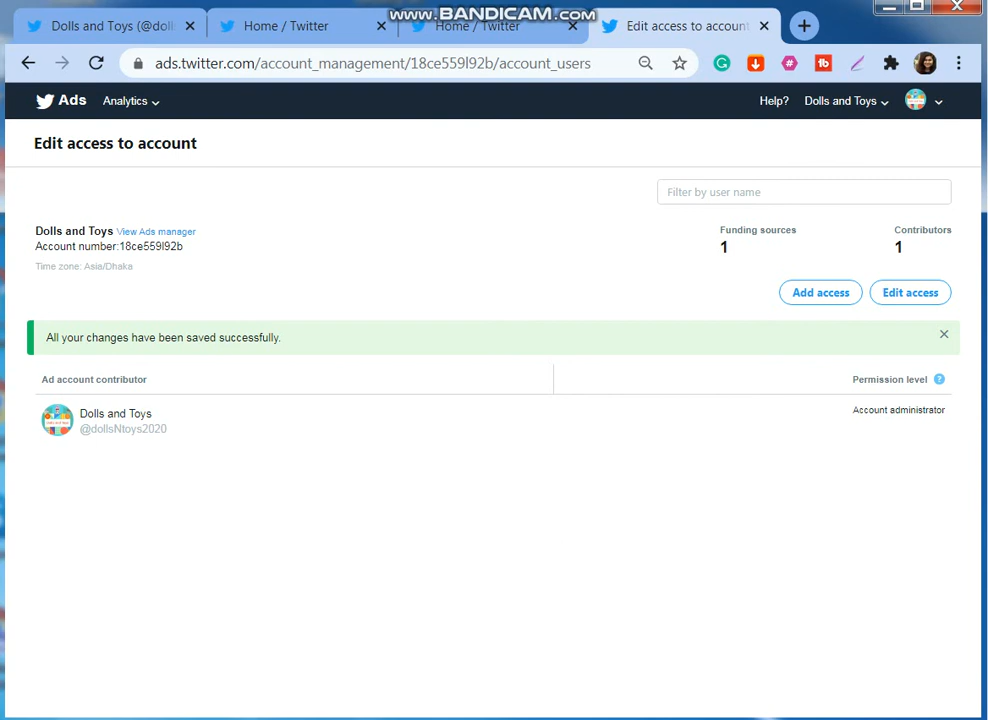 www.BANDICAM.com
Dolls and Toys (@doll
Home / Twitter
Home / Twitter
Edit access to account
ads.twitter.com/account_management/18ce559l92b/account_users
Ads
Analytics
Help?
Dolls and Toys
Edit access to account
Filter by user name
Dolls and Toys View Ads manager
Account number:18ce559l92b
Time zone: Asia/Dhaka
Funding sources
1
Contributors
1
Add access
Edit access
All your changes have been saved successfully.
Ad account contributor
Permission level ?
Dolls and Toys
@dollsNtoys2020
Account administrator